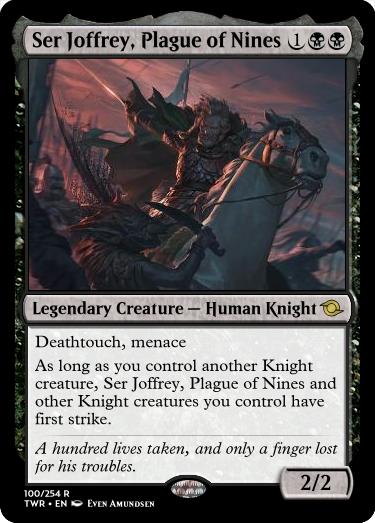 Ser Joffrey, Plague of Nines 1
Legendary Creature — Human Knight
Deathtouch, menace
As long as you control another Knight
creature, Ser Joffrey, Plague of Nines and
other Knight creatures you control have
first strike.
A hundred lives taken, and only a finger lost
for his troubles.
2/2
100/254 R
TWR • EN Even Amundsen